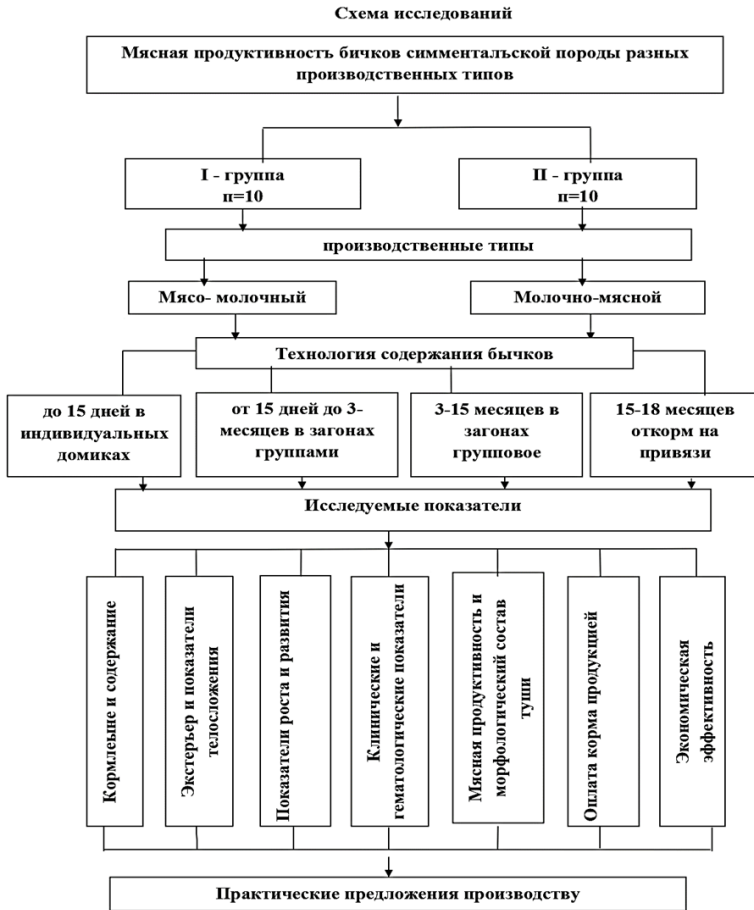 Схема исследований
Мясная продуктивность бичков симментальской породы разных
производственных типов
I - группа
п=10
II - группа
п=10
производственные типы
Мясо- молочный
Молочно-мясной
Технология содержания бычков
до 15 дней в
индивидуальных
домиках
от 15 дней до 3-
месяцев в загонах
группами
3-15 месяцев в
загонах
групповое
15-18 месяцев
откорм на
привязи
Исследуемые показатели
Кормлеыне и содержание
Экстерьер и показатели
телосложения
Показатели роста и развития
Клинические и
гематологические показатели
Мясная продуктивность и
морфологический состав
туши
Оплата корма продукцией
Экономическая
эффективность
Практические предложения производству